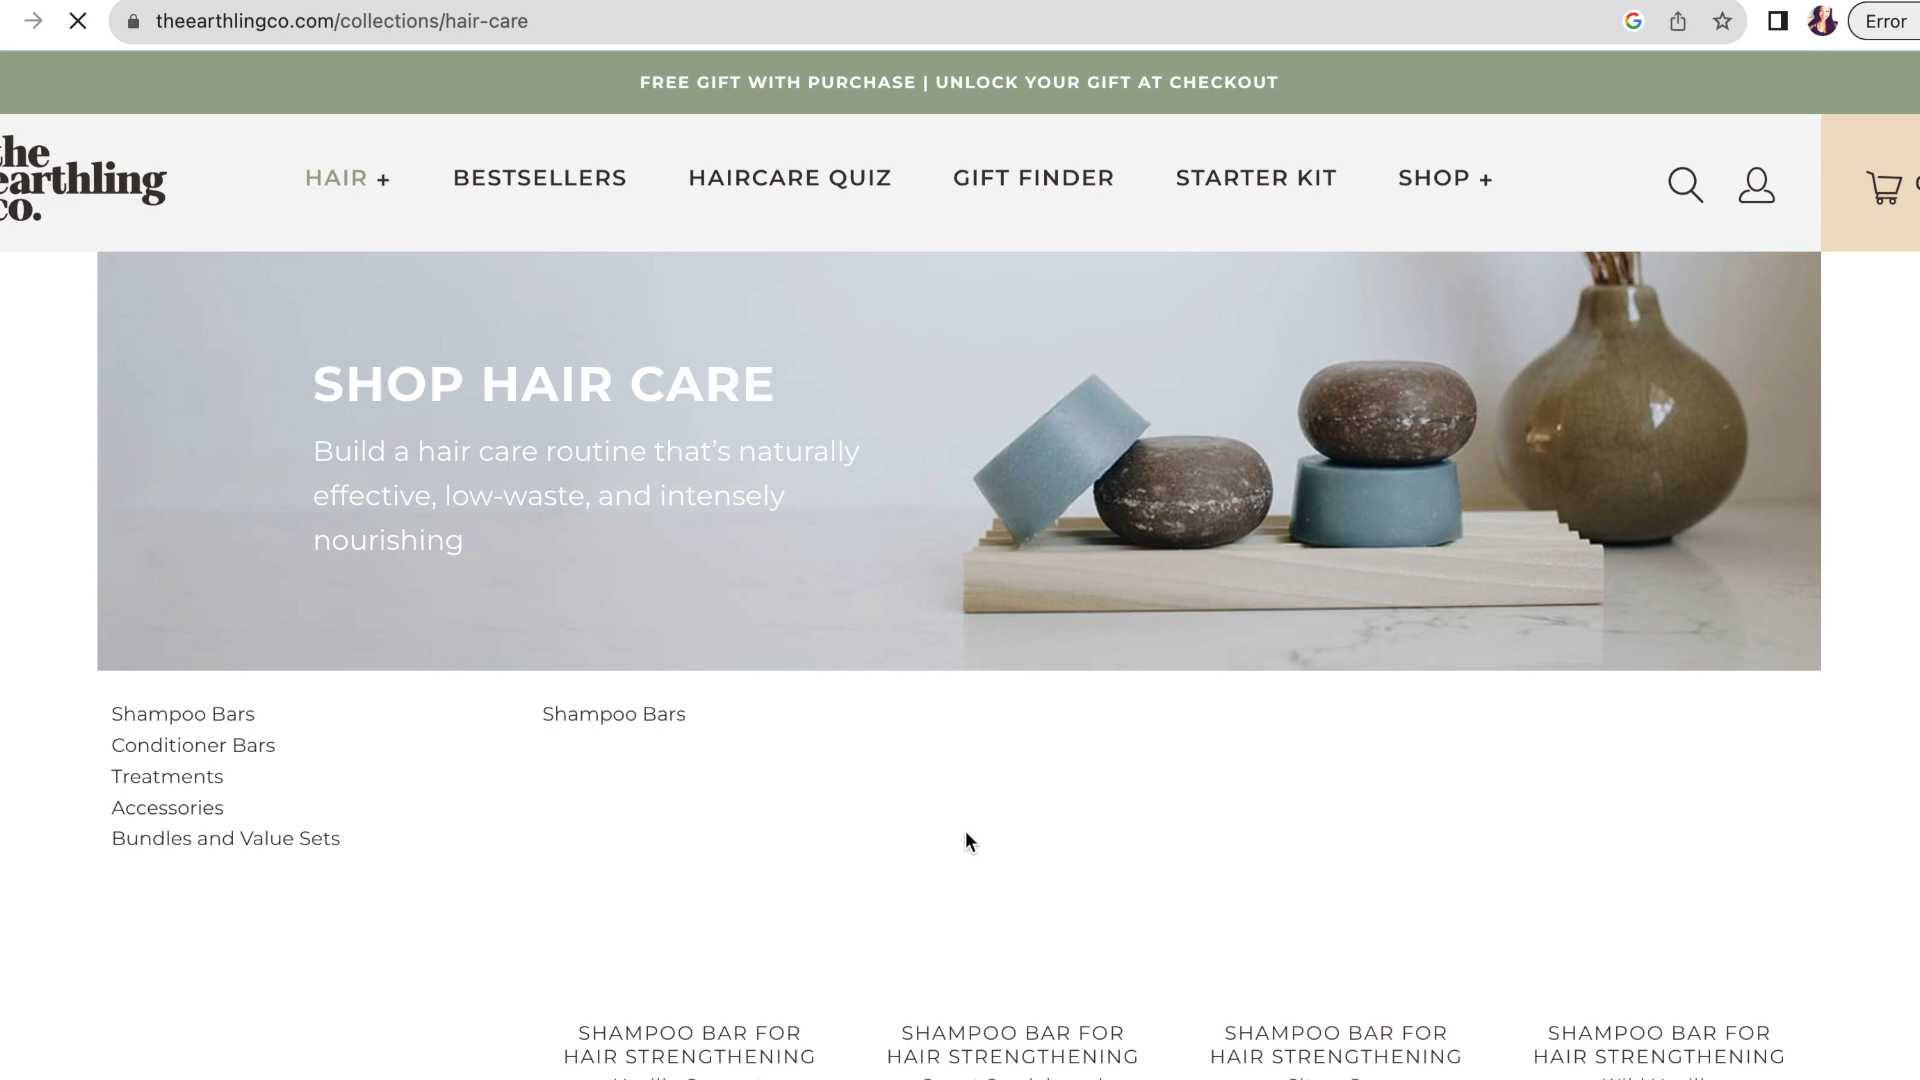 theearthlingco.com/collections/hair-care
Error
FREE GIFT WITH PURCHASE | UNLOCK YOUR GIFT AT CHECKOUT
the
earthling
co.
HAIR +
BESTSELLERS
HAIRCARE QUIZ
GIFT FINDER
STARTER KIT
SHOP +
SHOP HAIR CARE
Build a hair care routine that’s naturally
effective, low-waste, and intensely
nourishing
Shampoo Bars
Conditioner Bars
Treatments
Accessories
Bundles and Value Sets
Shampoo Bars
SHAMPOO BAR FOR
HAIR STRENGTHENING
SHAMPOO BAR FOR
HAIR STRENGTHENING
SHAMPOO BAR FOR
HAIR STRENGTHENING
SHAMPOO BAR FOR
HAIR STRENGTHENING